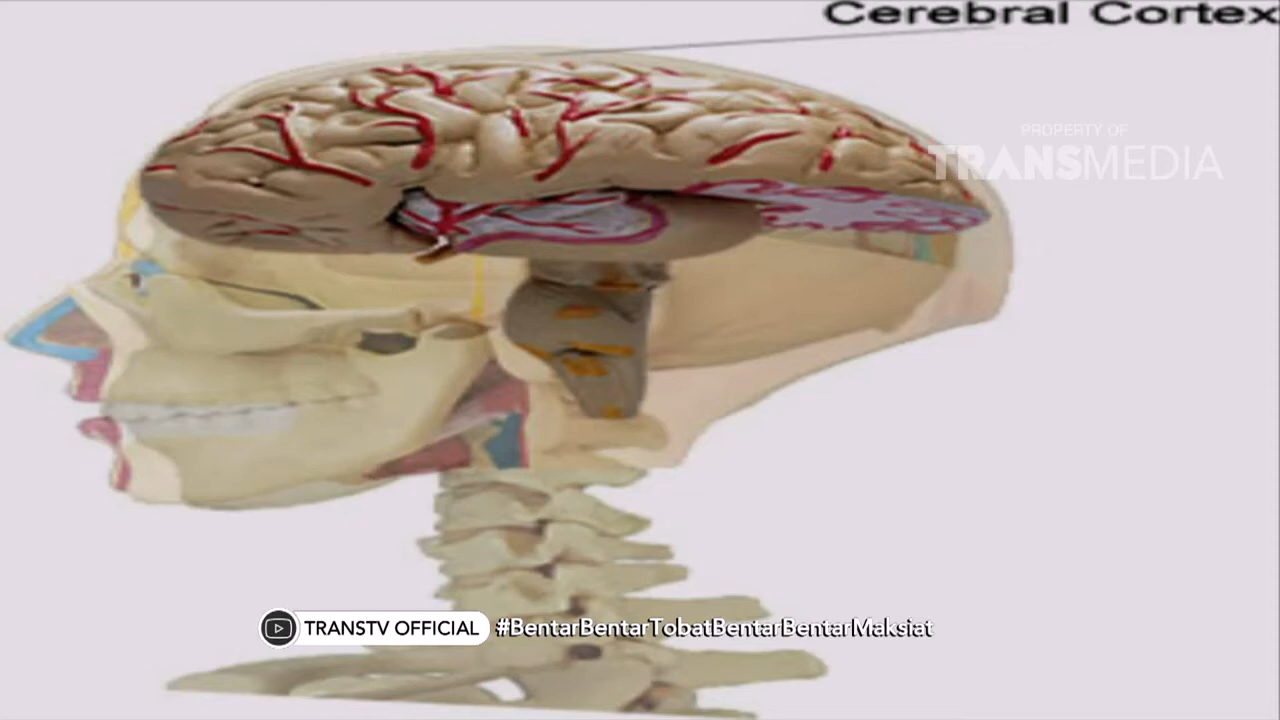 Cerebral Cortex
PROPERTY OF
TRANSMEDIA
TRANSTV OFFICIAL #BentarBentarTobatBentarBentarMaksiat